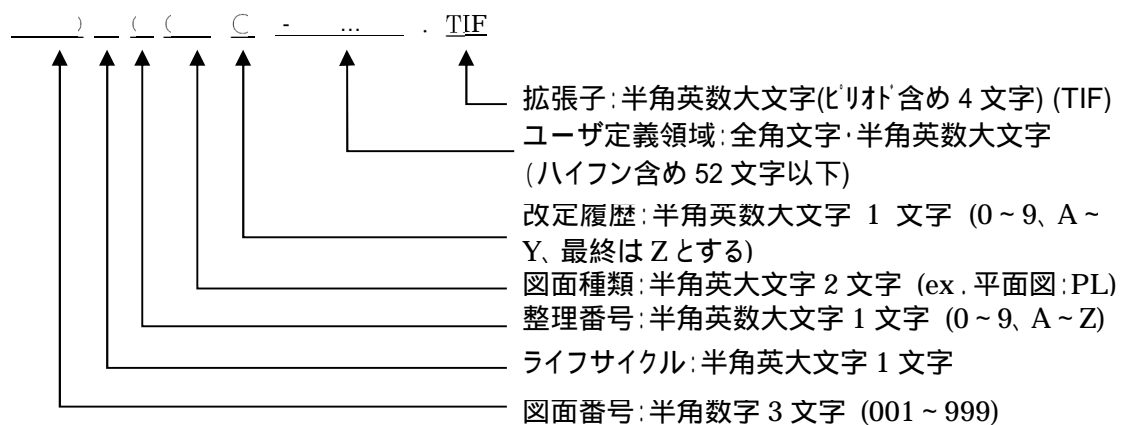 ) ( ( C - … . TIF
拡張子:半角英数大文字(ピリオド含め 4 文字) (TIF)
ユーザ定義領域:全角文字・半角英数大文字
(ハイフン含め 52 文字以下)
改定履歴:半角英数大文字 1 文字 (0~9、A~
Y、最終は Z とする)
図面種類:半角英大文字 2 文字 (ex.平面図:PL)
整理番号:半角英数大文字 1 文字 (0~9、A~Z)
ライフサイクル:半角英大文字 1 文字
図面番号:半角数字 3 文字 (001~999)